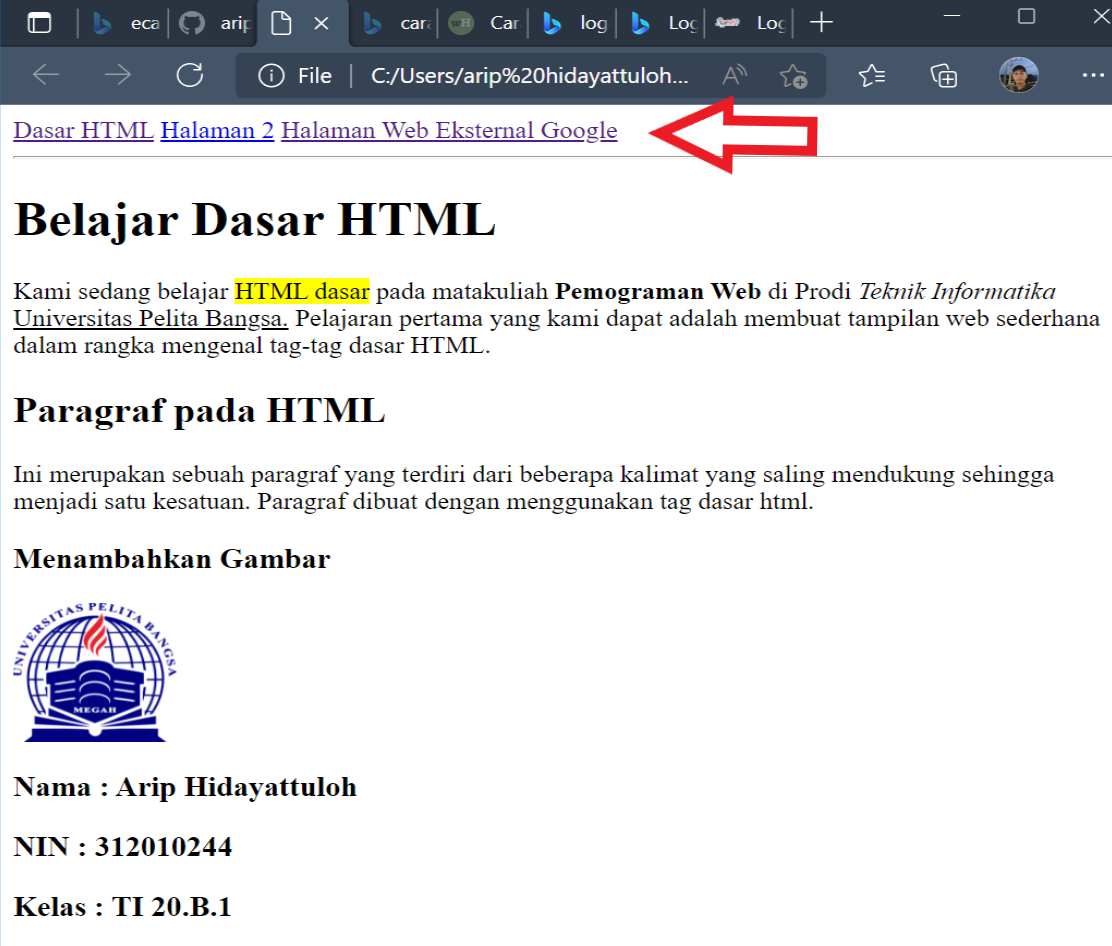 eca
arip
cara
Car
log
Log
Log
File
C:/Users/arip%20hidayattuloh...
Dasar HTML Halaman 2 Halaman Web Eksternal Google
Belajar Dasar HTML
Kami sedang belajar HTML dasar pada matakuliah Pemograman Web di Prodi Teknik Informatika
Universitas Pelita Bangsa. Pelajaran pertama yang kami dapat adalah membuat tampilan web sederhana
dalam rangka mengenal tag-tag dasar HTML.
Paragraf pada HTML
Ini merupakan sebuah paragraf yang terdiri dari beberapa kalimat yang saling mendukung sehingga
menjadi satu kesatuan. Paragraf dibuat dengan menggunakan tag dasar html.
Menambahkan Gambar
UNIVERSITAS PELITA BANGSA
MEGAH
Nama : Arip Hidayattuloh
NIN : 312010244
Kelas : TI 20.B.1